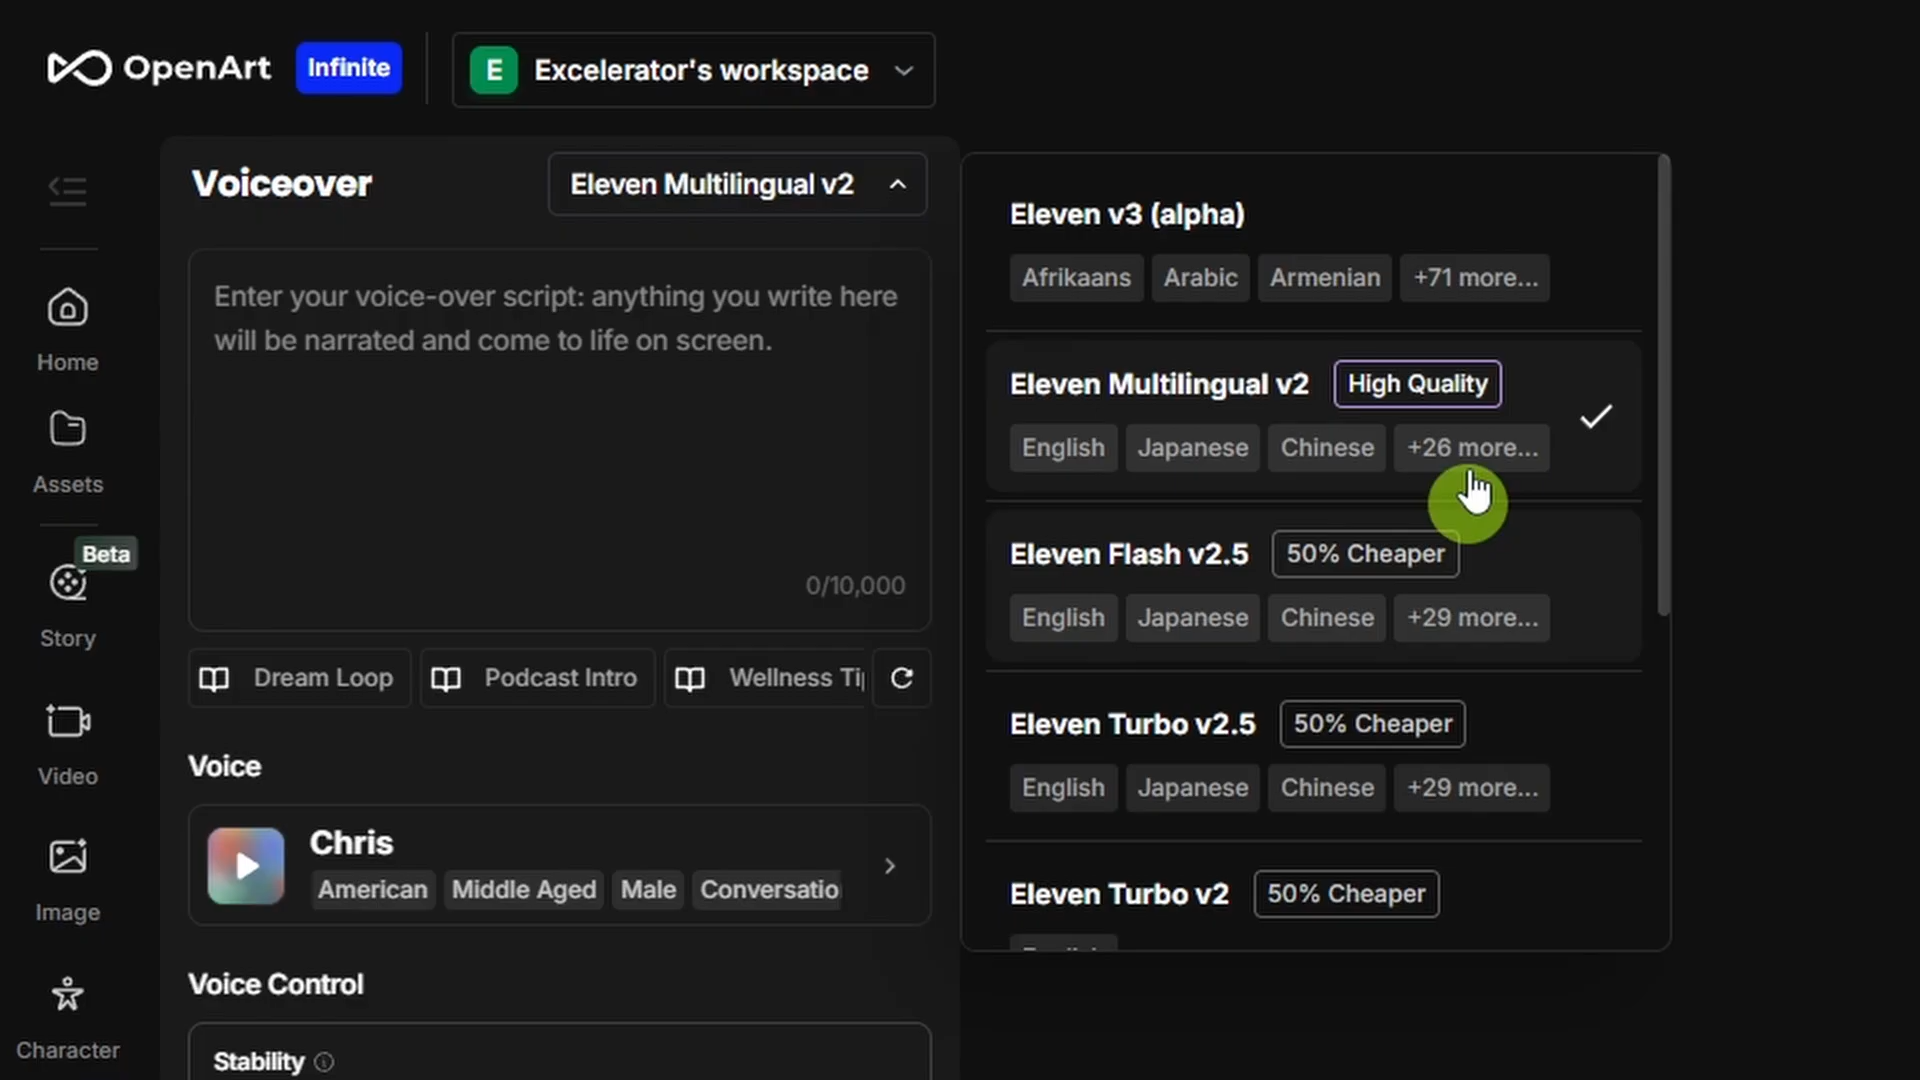 OpenArt
Infinite
E
Excelerator's workspace
Home
Assets
Beta
Story
Video
Image
Character
Voiceover
Eleven Multilingual v2
Enter your voice-over script: anything you write here
will be narrated and come to life on screen.
0/10,000
Dream Loop
Podcast Intro
Wellness Ti
Voice
Chris
American
Middle Aged
Male
Conversatio
Voice Control
Stability
Eleven v3 (alpha)
Afrikaans
Arabic
Armenian
+71 more...
Eleven Multilingual v2
High Quality
English
Japanese
Chinese
+26 more...
Eleven Flash v2.5
50% Cheaper
English
Japanese
Chinese
+29 more...
Eleven Turbo v2.5
50% Cheaper
English
Japanese
Chinese
+29 more...
Eleven Turbo v2
50% Cheaper